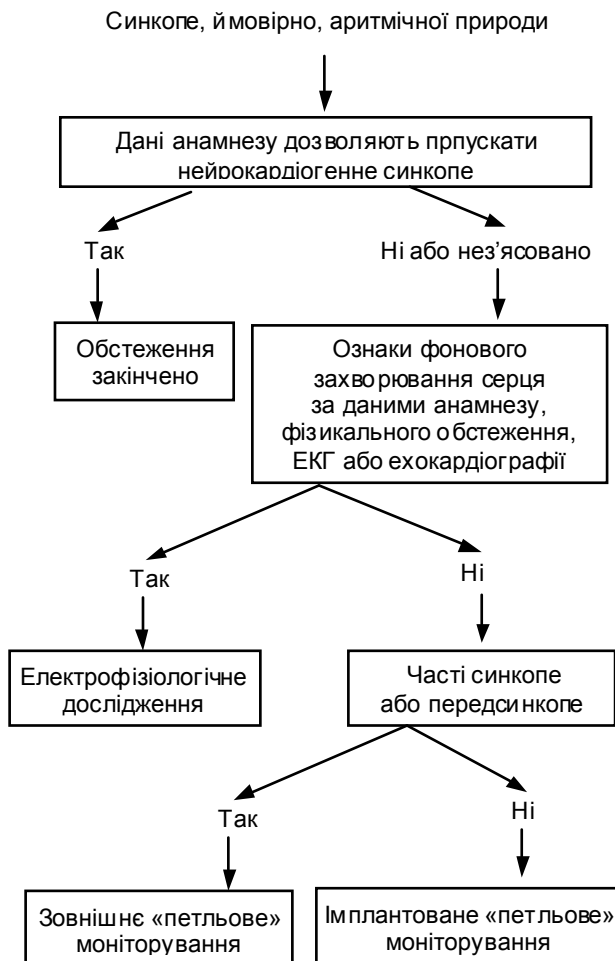 Синкопе, ймовірно, аритмічної природи
Дані анамнезу дозволяють прпускати
нейрокардіогенне синкопе
Так
Ні або нез’ясовано
Обстеження
закінчено
Ознаки фонового
захворювання серця
за даними анамнезу,
фізикального обстеження,
ЕКГ або ехокардіографії
Так
Ні
Електрофізіологічне
дослідження
Часті синкопе
або передсинкопе
Так
Ні
Зовнішнє «петльове»
моніторування
Імплантоване «петльове»
моніторування